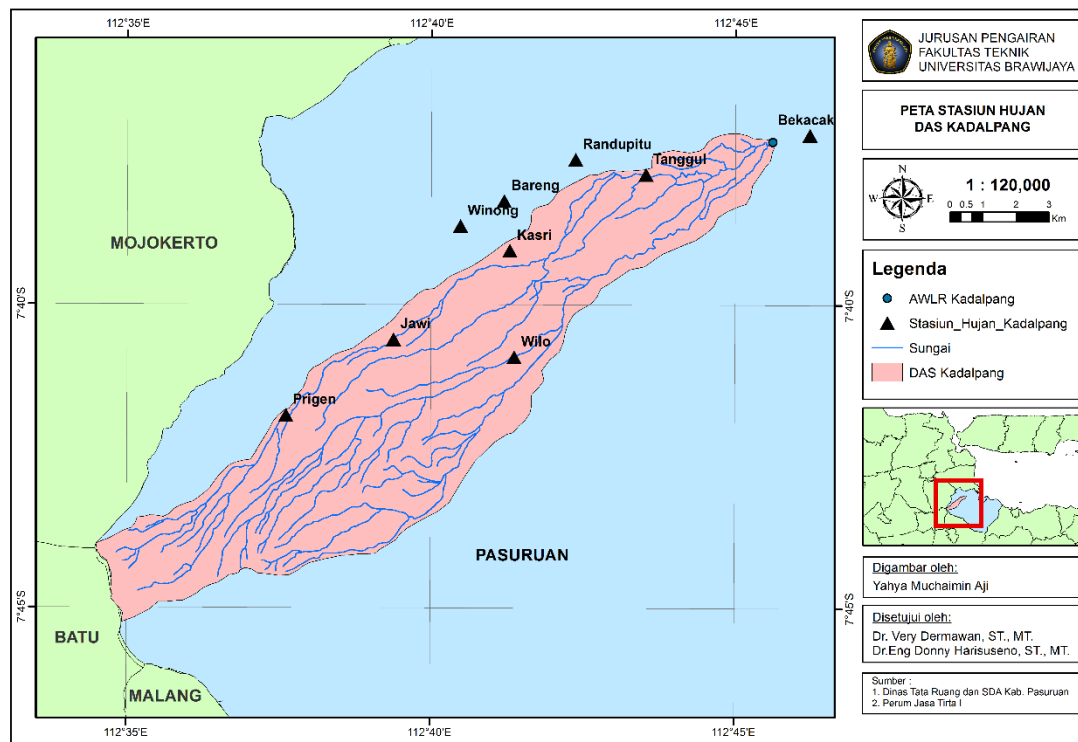 112°35'E
112°40'E
112°45'E
7°40'S
7°45'S
7°40'S
7°45'S
112°35'E
112°40'E
112°45'E
Bekacak
Randupitu
Tanggul
Bareng
Winong
Kasri
MOJOKERTO
Jawi
Wilo
Prigen
PASURUAN
BATU
MALANG
JURUSAN PENGAIRAN
FAKULTAS TEKNIK
UNIVERSITAS BRAWIJAYA
PETA STASIUN HUJAN
DAS KADALPANG
N
W
E
S
1 : 120,000
0 0.5 1 2 3
Km
Legenda
AWLR Kadalpang
Stasiun_Hujan_Kadalpang
Sungai
DAS Kadalpang
Digambar oleh:
Yahya Muchaimin Aji
Disetujui oleh:
Dr. Very Dermawan, ST., MT.
Dr.Eng Donny Harisuseno, ST., MT.
Sumber :
1. Dinas Tata Ruang dan SDA Kab. Pasuruan
2. Perum Jasa Tirta I